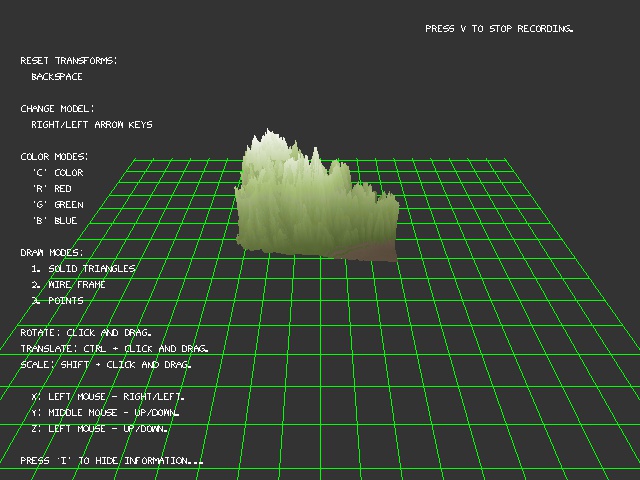 PRESS V TO STOP RECORDING.
RESET TRANSFORMS:
BACKSPACE
CHANGE MODEL:
RIGHT/LEFT ARROW KEYS
COLOR MODES:
'C' COLOR
'R' RED
'G' GREEN
'B' BLUE
DRAW MODES:
1. SOLID TRIANGLES
2. WIRE FRAME
3. POINTS
ROTATE: CLICK AND DRAG.
TRANSLATE: CTRL + CLICK AND DRAG.
SCALE: SHIFT + CLICK AND DRAG.
X: LEFT MOUSE - RIGHT/LEFT.
Y: MIDDLE MOUSE - UP/DOWN.
Z: LEFT MOUSE - UP/DOWN.
PRESS 'I' TO HIDE INFORMATION...